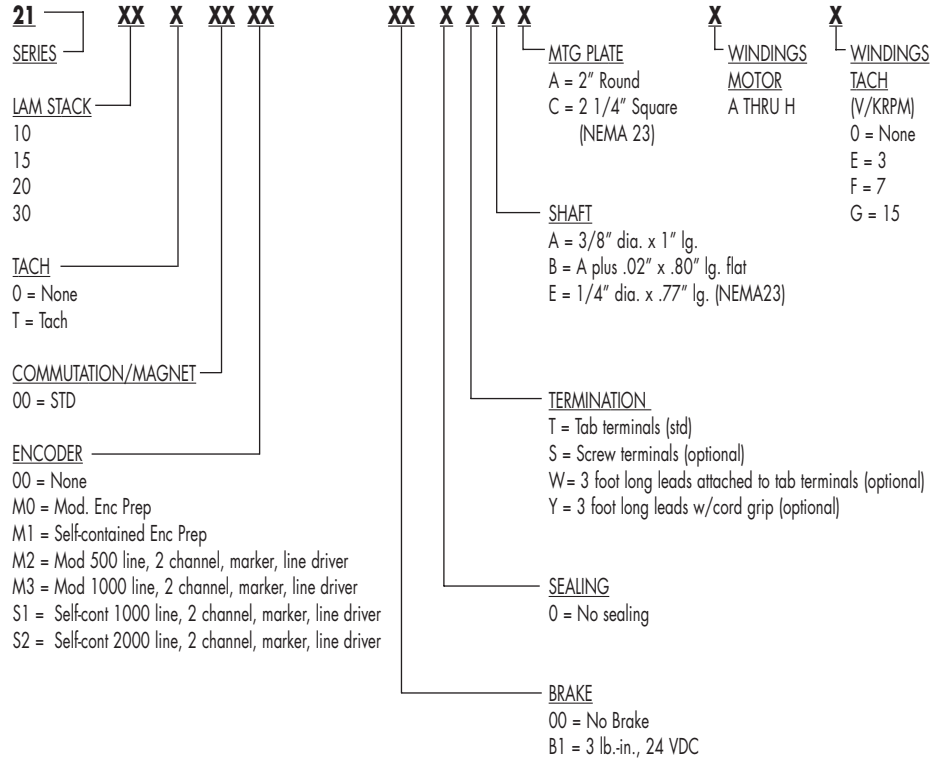 21 XX X XX XX XX X X X X X X
SERIES
LAM STACK
10
15
20
30
TACH
0 = None
T = Tach
COMMUTATION/MAGNET
00 = STD
ENCODER
00 = None
M0 = Mod. Enc Prep
M1 = Self-contained Enc Prep
M2 = Mod 500 line, 2 channel, marker, line driver
M3 = Mod 1000 line, 2 channel, marker, line driver
S1 = Self-cont 1000 line, 2 channel, marker, line driver
S2 = Self-cont 2000 line, 2 channel, marker, line driver
MTG PLATE
A = 2" Round
C = 2 1/4" Square
(NEMA 23)
WINDINGS
MOTOR
A THRU H
WINDINGS
TACH
(V/KRPM)
0 = None
E = 3
F = 7
G = 15
SHAFT
A = 3/8" dia. x 1" lg.
B = A plus .02" x .80" lg. flat
E = 1/4" dia. x .77" lg. (NEMA23)
TERMINATION
T = Tab terminals (std)
S = Screw terminals (optional)
W= 3 foot long leads attached to tab terminals (optional)
Y = 3 foot long leads w/cord grip (optional)
SEALING
0 = No sealing
BRAKE
00 = No Brake
B1 = 3 lb.-in., 24 VDC